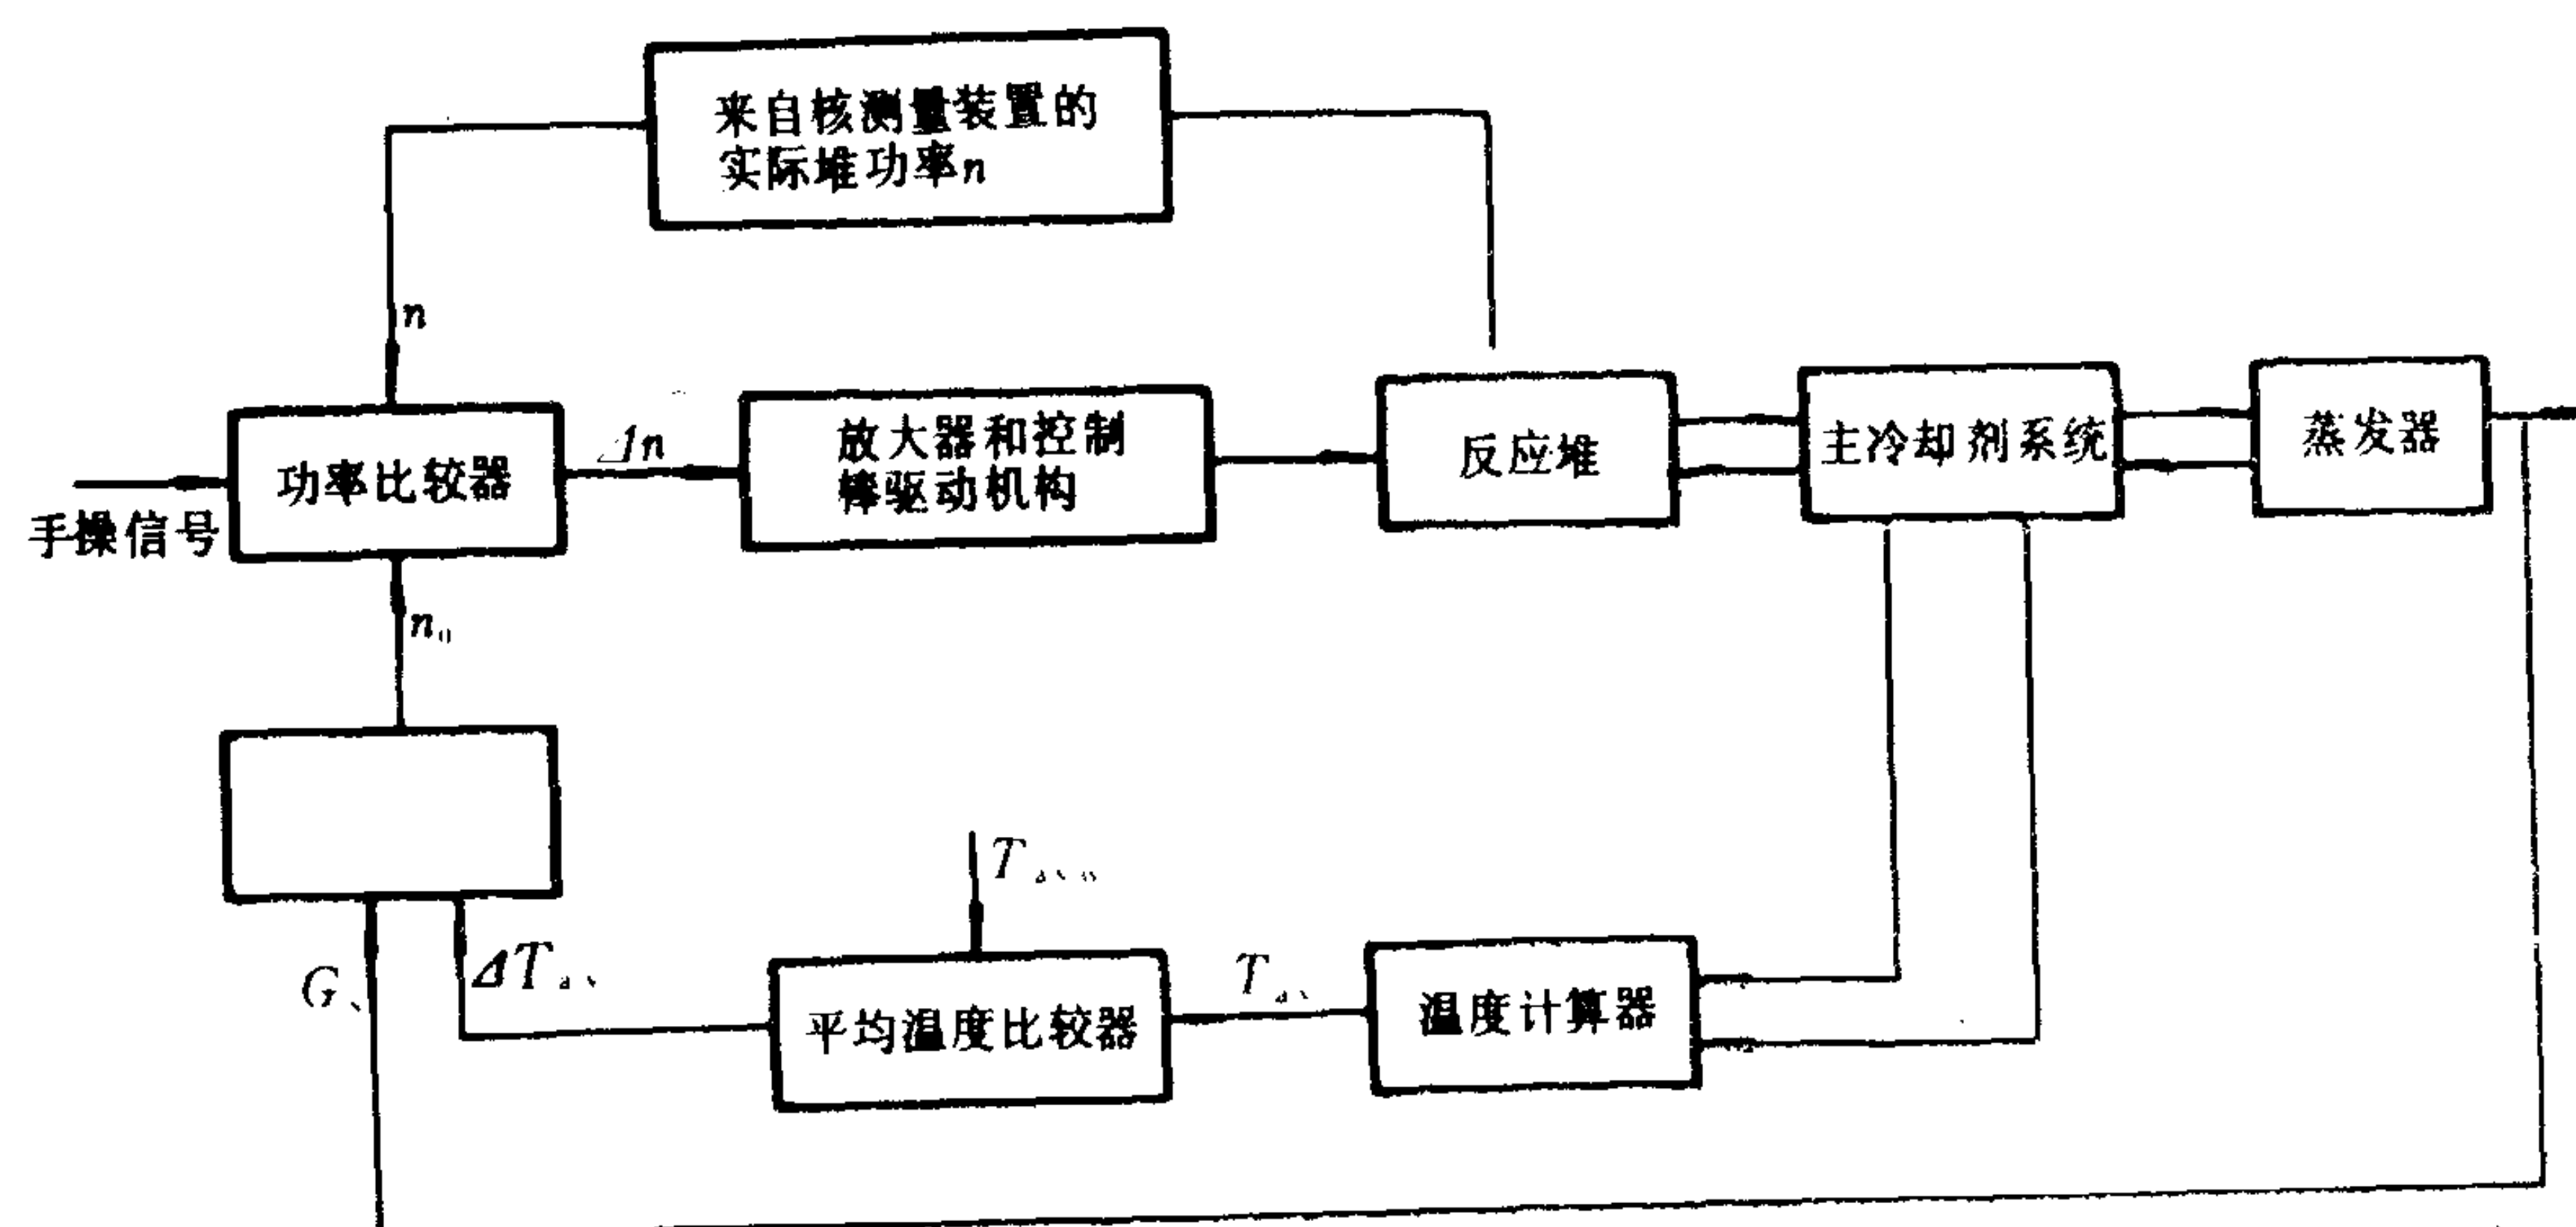 来自核测量装置的
实际堆功率n
n
功率比较器
Δn
放大器和控制
棒驱动机构
反应堆
主冷却剂系统
蒸发器
手操信号
n₀
T
G
ΔT
平均温度比较器
T
温度计算器